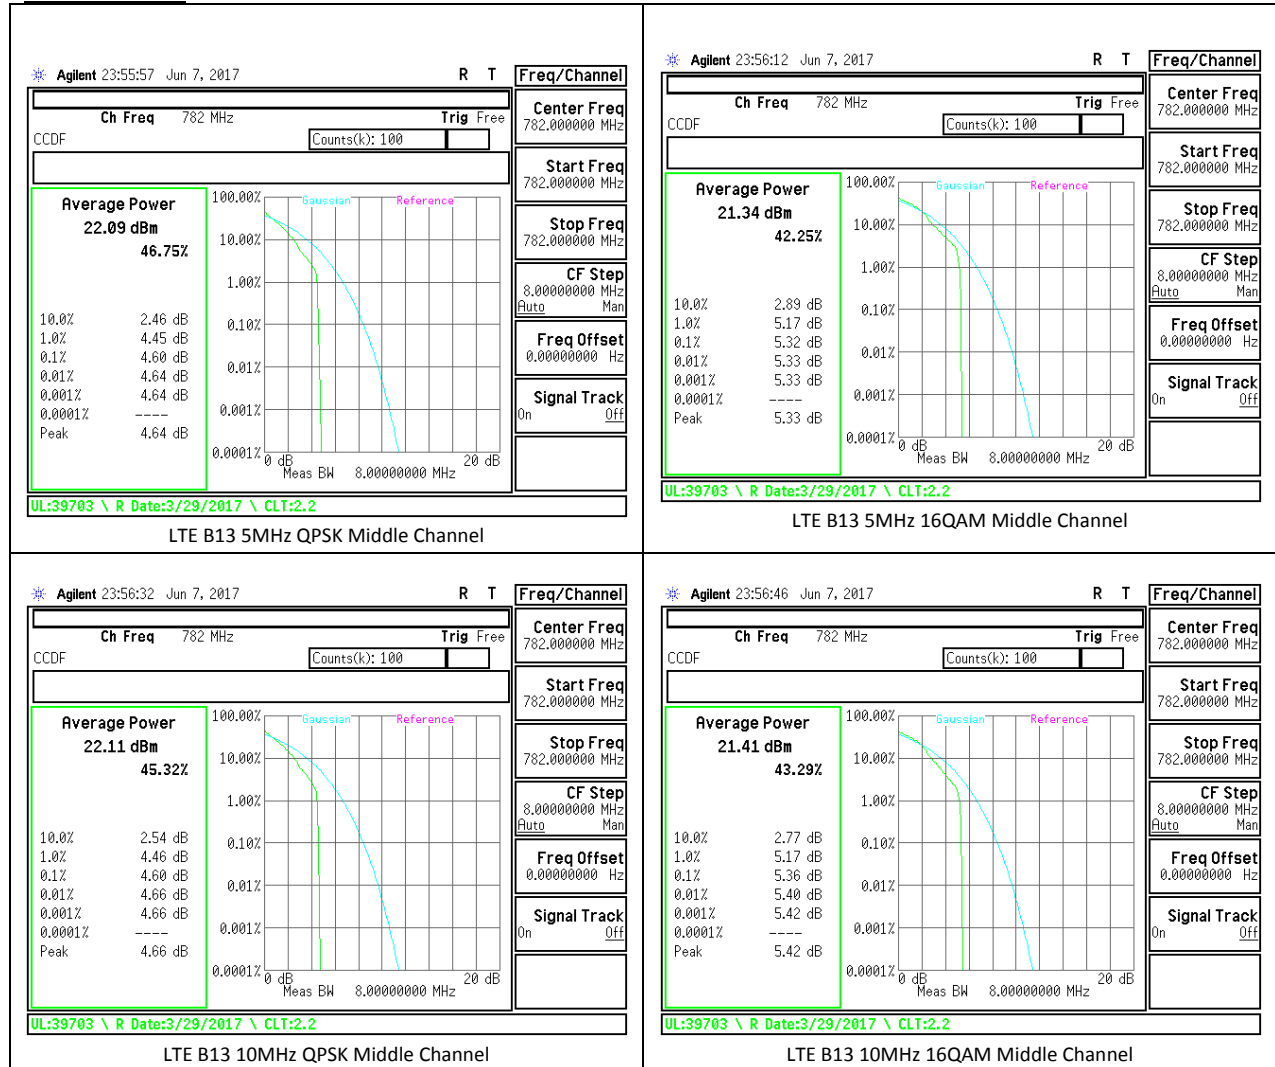 Agilent 23:55:57 Jun 7, 2017 R T Freq/Channel
Ch Freq 782 MHz Trig Free
CCDF Counts(k): 100
Average Power
22.09 dBm
46.75%
10.0% 2.46 dB
1.0% 4.45 dB
0.1% 4.60 dB
0.01% 4.64 dB
0.001% 4.64 dB
0.0001% ----
Peak 4.64 dB
100.00% Gaussian Reference
10.00%
1.00%
0.10%
0.01%
0.001%
0.0001%
0 dB 20 dB
Meas BW 8.00000000 MHz
Center Freq
782.000000 MHz
Start Freq
782.000000 MHz
Stop Freq
782.000000 MHz
CF Step
8.00000000 MHz
Auto Man
Freq Offset
0.00000000 Hz
Signal Track
On Off
UL:39703 \ R Date:3/29/2017 \ CLT:2.2
LTE B13 5MHz QPSK Middle Channel
Agilent 23:56:12 Jun 7, 2017 R T Freq/Channel
Ch Freq 782 MHz Trig Free
CCDF Counts(k): 100
Average Power
21.34 dBm
42.25%
10.0% 2.89 dB
1.0% 5.17 dB
0.1% 5.32 dB
0.01% 5.33 dB
0.001% 5.33 dB
0.0001% ----
Peak 5.33 dB
100.00% Gaussian Reference
10.00%
1.00%
0.10%
0.01%
0.001%
0.0001%
0 dB 20 dB
Meas BW 8.00000000 MHz
Center Freq
782.000000 MHz
Start Freq
782.000000 MHz
Stop Freq
782.000000 MHz
CF Step
8.00000000 MHz
Auto Man
Freq Offset
0.00000000 Hz
Signal Track
On Off
UL:39703 \ R Date:3/29/2017 \ CLT:2.2
LTE B13 5MHz 16QAM Middle Channel
Agilent 23:56:32 Jun 7, 2017 R T Freq/Channel
Ch Freq 782 MHz Trig Free
CCDF Counts(k): 100
Average Power
22.11 dBm
45.32%
10.0% 2.54 dB
1.0% 4.46 dB
0.1% 4.60 dB
0.01% 4.66 dB
0.001% 4.66 dB
0.0001% ----
Peak 4.66 dB
100.00% Gaussian Reference
10.00%
1.00%
0.10%
0.01%
0.001%
0.0001%
0 dB 20 dB
Meas BW 8.00000000 MHz
Center Freq
782.000000 MHz
Start Freq
782.000000 MHz
Stop Freq
782.000000 MHz
CF Step
8.00000000 MHz
Auto Man
Freq Offset
0.00000000 Hz
Signal Track
On Off
UL:39703 \ R Date:3/29/2017 \ CLT:2.2
LTE B13 10MHz QPSK Middle Channel
Agilent 23:56:46 Jun 7, 2017 R T Freq/Channel
Ch Freq 782 MHz Trig Free
CCDF Counts(k): 100
Average Power
21.41 dBm
43.29%
10.0% 2.77 dB
1.0% 5.17 dB
0.1% 5.36 dB
0.01% 5.40 dB
0.001% 5.42 dB
0.0001% ----
Peak 5.42 dB
100.00% Gaussian Reference
10.00%
1.00%
0.10%
0.01%
0.001%
0.0001%
0 dB 20 dB
Meas BW 8.00000000 MHz
Center Freq
782.000000 MHz
Start Freq
782.000000 MHz
Stop Freq
782.000000 MHz
CF Step
8.00000000 MHz
Auto Man
Freq Offset
0.00000000 Hz
Signal Track
On Off
UL:39703 \ R Date:3/29/2017 \ CLT:2.2
LTE B13 10MHz 16QAM Middle Channel